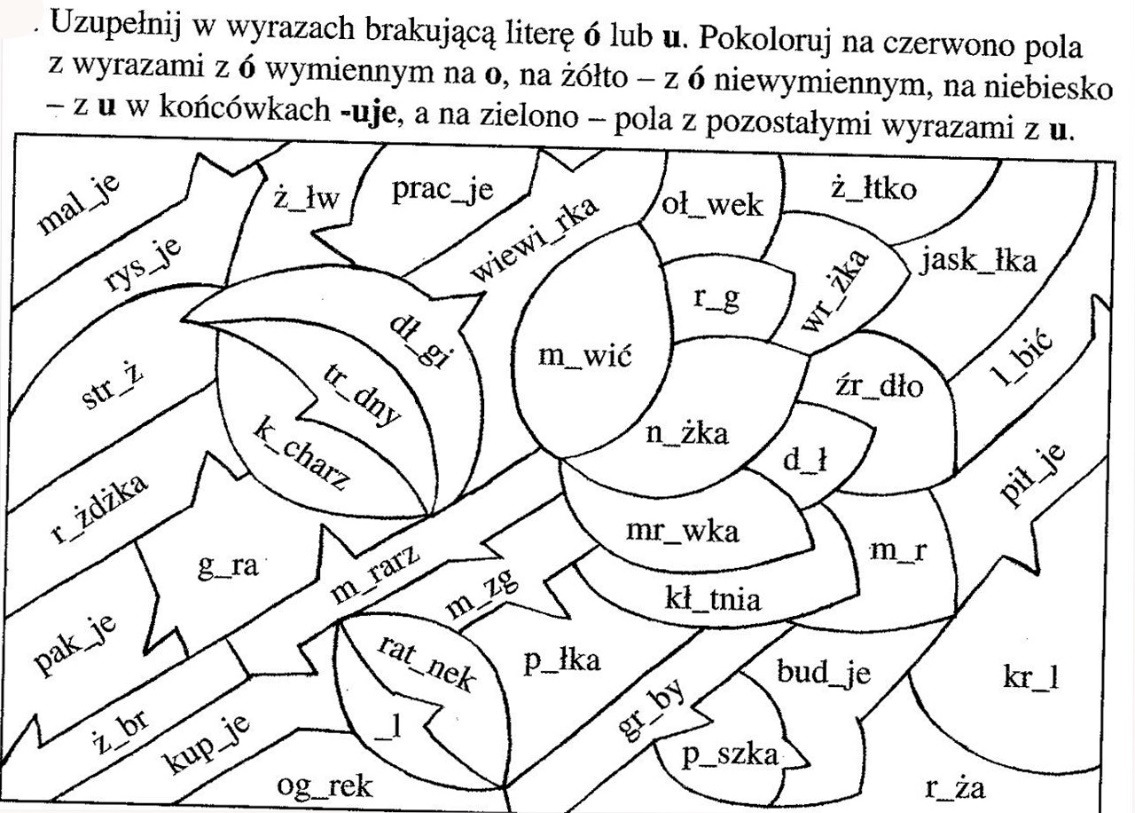 . Uzupełnij w wyrazach brakującą literę ó lub u. Pokoloruj na czerwono pola
z wyrazami z ó wymiennym na o, na żółto – z ó niewymiennym, na niebiesko
– z u w końcówkach -uje, a na zielono – pola z pozostałymi wyrazami z u.
mal_je
ż_łw
prac_je
oł_wek
ż_łtko
rys_je
wiewi_rka
jask_łka
r_g
wr_żka
dł_gi
m_wić
l_bić
str_ż
tr_dny
źr_dło
k_charz
n_żka
d_ł
pił_je
r_żdżka
mr_wka
g_ra
m_rarz
m_r
m_zg
kł_tnia
pak_je
rat_nek
p_łka
bud_je
kr_l
ż_br
kup_je
_l
gr_by
p_szka
og_rek
r_ża